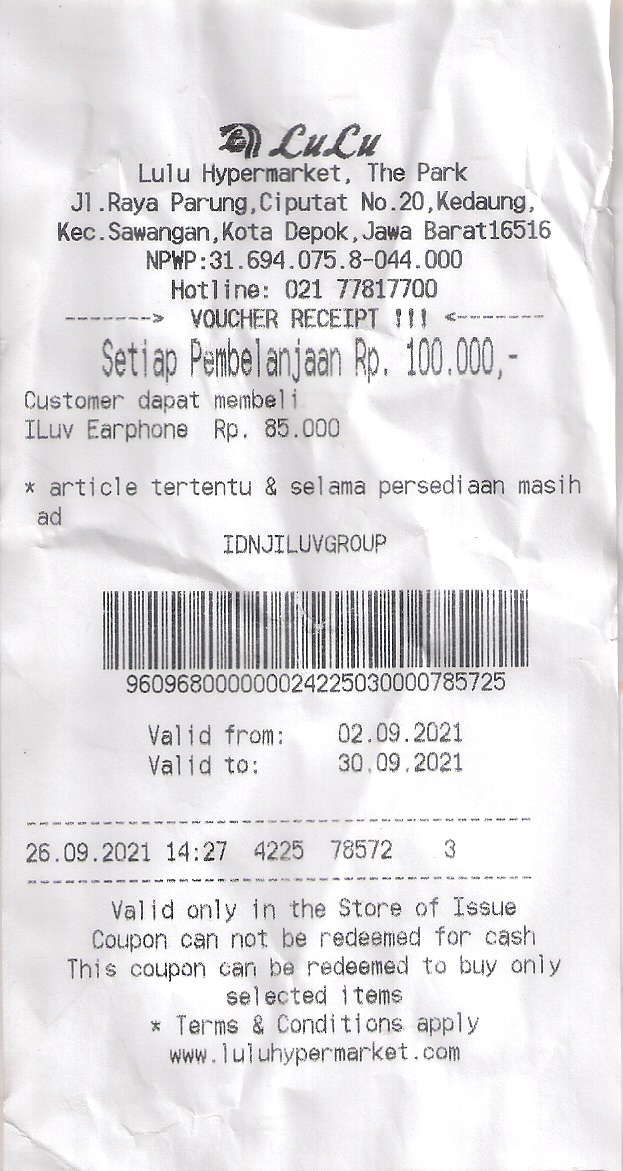 LuLu
Lulu Hypermarket, The Park
Jl.Raya Parung,Ciputat No.20,Kedaung,
Kec.Sawangan,Kota Depok,Jawa Barat16516
NPWP:31.694.075.8-044.000
Hotline: 021 77817700
-------> VOUCHER RECEIPT !!! <-------
Setiap Pembelanjaan Rp. 100.000,-
Customer dapat membeli
ILuv Earphone Rp. 85.000
* article tertentu & selama persediaan masih
ad
IDNJILUVGROUP
960968000000024225030000785725
Valid from: 02.09.2021
Valid to: 30.09.2021
26.09.2021 14:27 4225 78572 3
Valid only in the Store of Issue
Coupon can not be redeemed for cash
This coupon can be redeemed to buy only
selected items
* Terms & Conditions apply
www.luluhypermarket.com